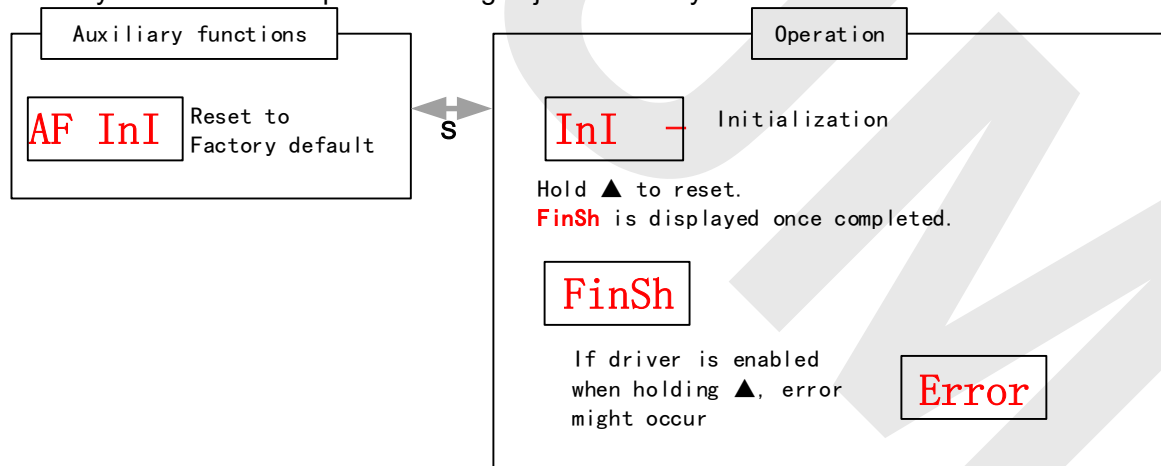 Auxiliary functions
AF InI
Reset to
Factory default
S
Operation
InI -
Initialization
Hold ▲ to reset.
FinSh is displayed once completed.
FinSh
If driver is enabled
when holding ▲, error
might occur
Error